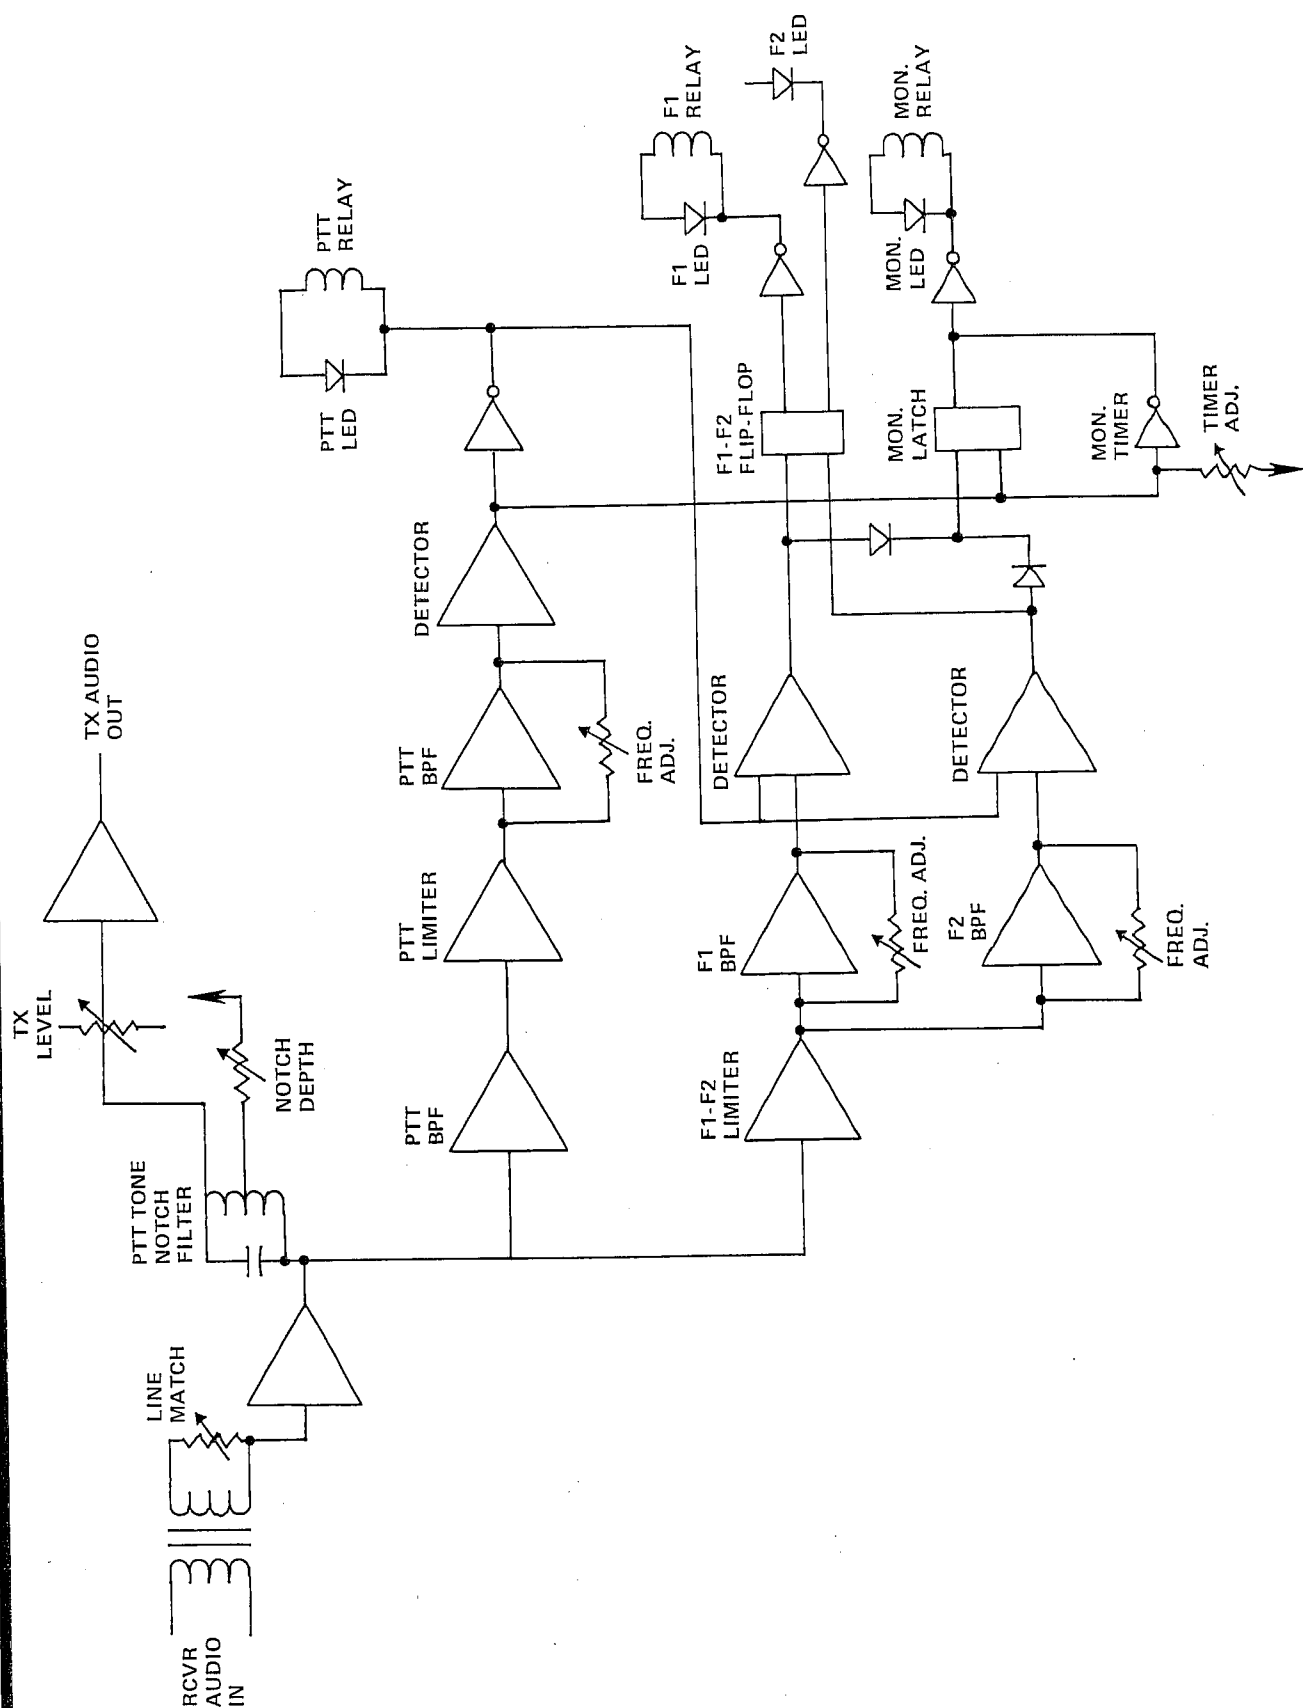 RCVR
AUDIO
IN
LINE
MATCH
PTT TONE
NOTCH
FILTER
NOTCH
DEPTH
TX
LEVEL
TX AUDIO
OUT
PTT
BPF
PTT
LIMITER
PTT
BPF
FREQ.
ADJ.
DETECTOR
PTT
LED
PTT
RELAY
F1-F2
LIMITER
F1
BPF
FREQ. ADJ.
DETECTOR
F1-F2
FLIP-FLOP
F1
LED
F1
RELAY
F2
LED
F2
BPF
FREQ.
ADJ.
DETECTOR
MON.
LATCH
MON.
LED
MON.
RELAY
MON.
TIMER
TIMER
ADJ.